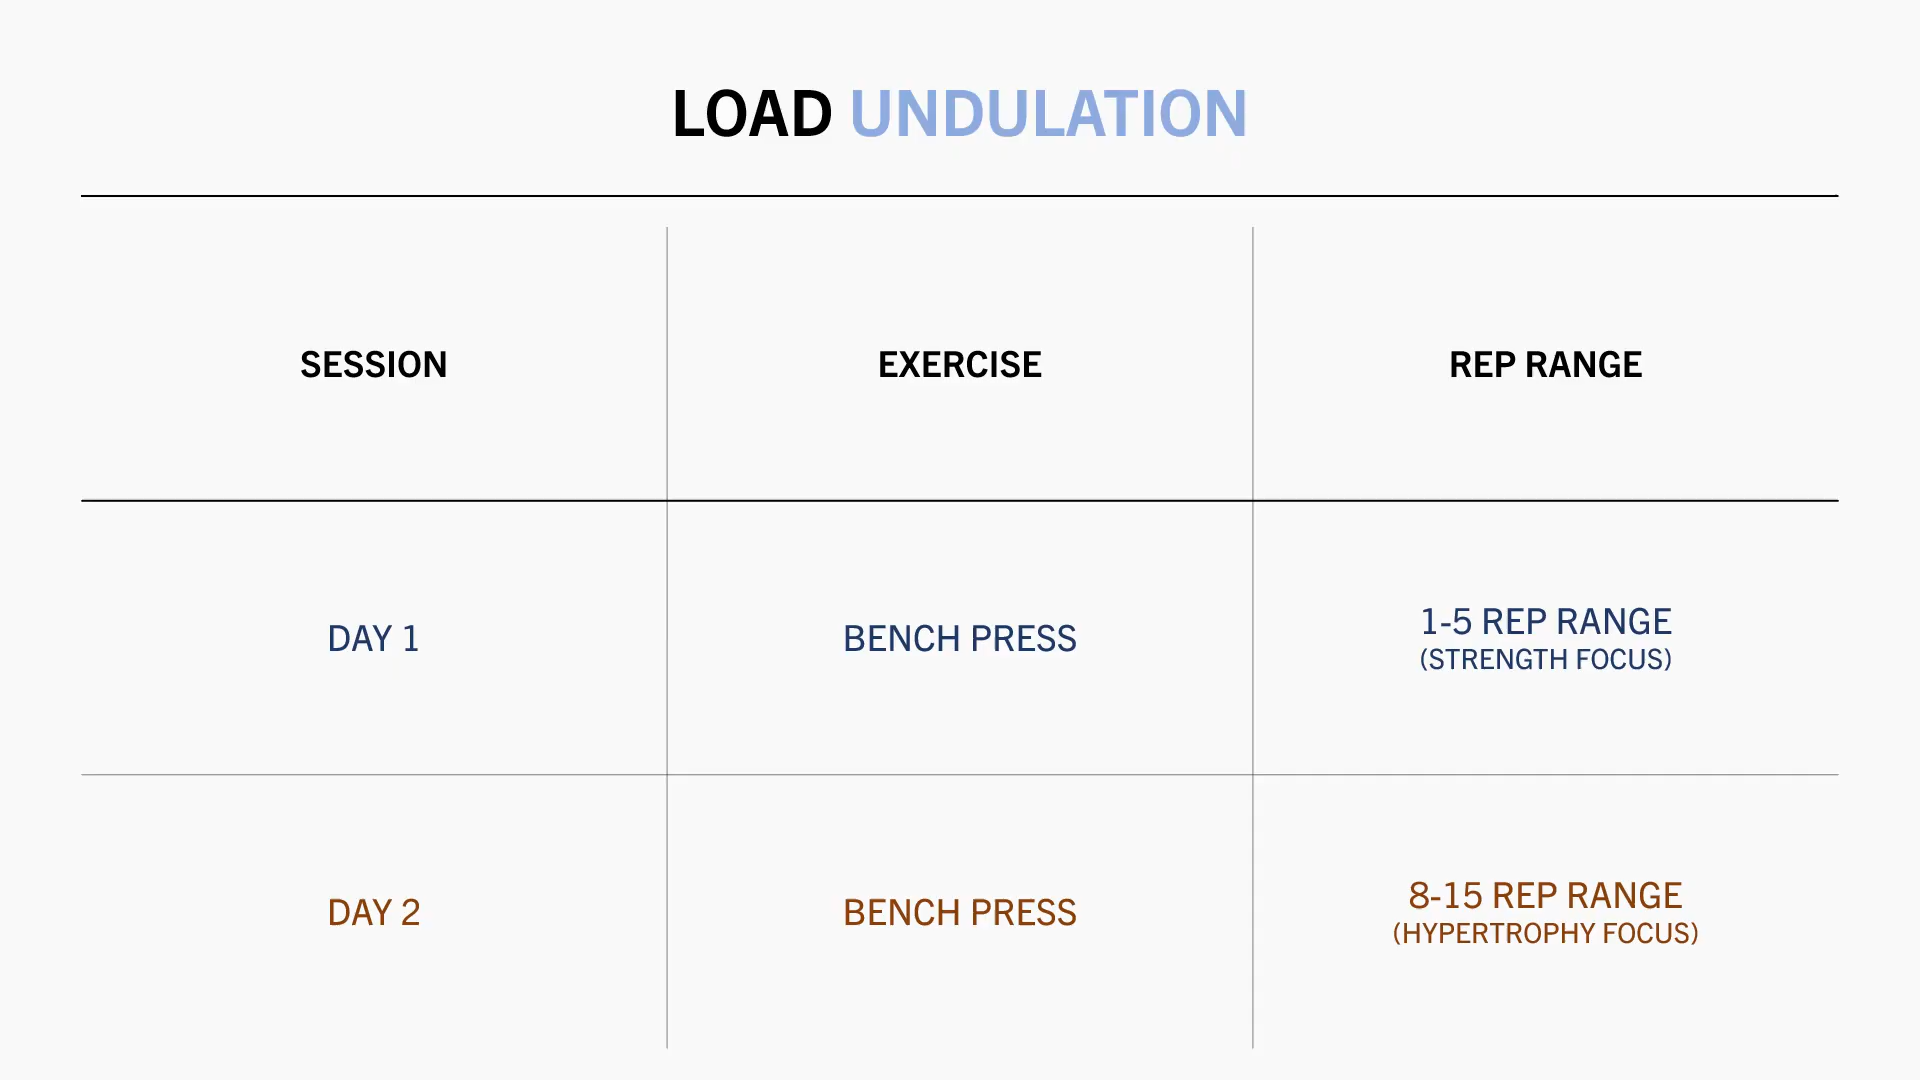 LOAD UNDULATION
SESSION
EXERCISE
REP RANGE
DAY 1
BENCH PRESS
1-5 REP RANGE
(STRENGTH FOCUS)
DAY 2
BENCH PRESS
8-15 REP RANGE
(HYPERTROPHY FOCUS)